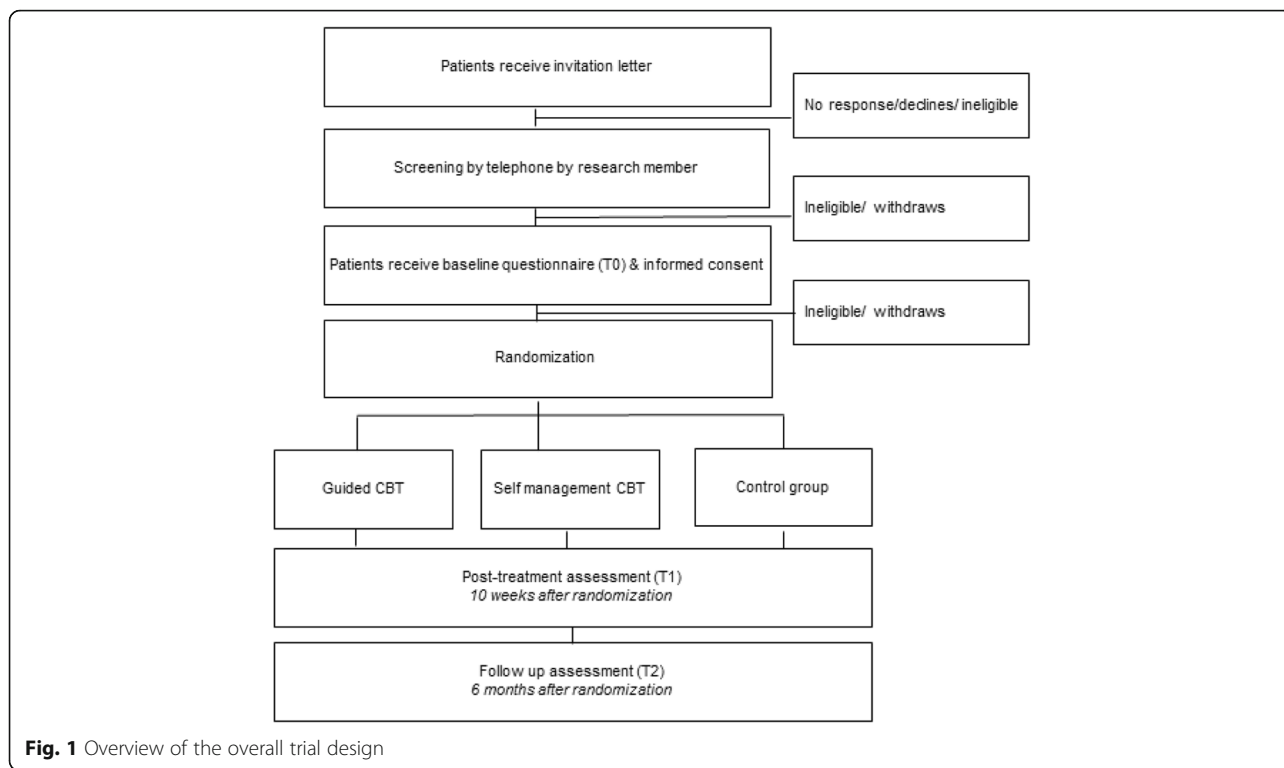 Patients receive invitation letter
No response/declines/ ineligible
Screening by telephone by research member
Ineligible/ withdraws
Patients receive baseline questionnaire (T0) & informed consent
Ineligible/ withdraws
Randomization
Guided CBT
Self management CBT
Control group
Post-treatment assessment (T1)
10 weeks after randomization
Follow up assessment (T2)
6 months after randomization
Fig. 1 Overview of the overall trial design